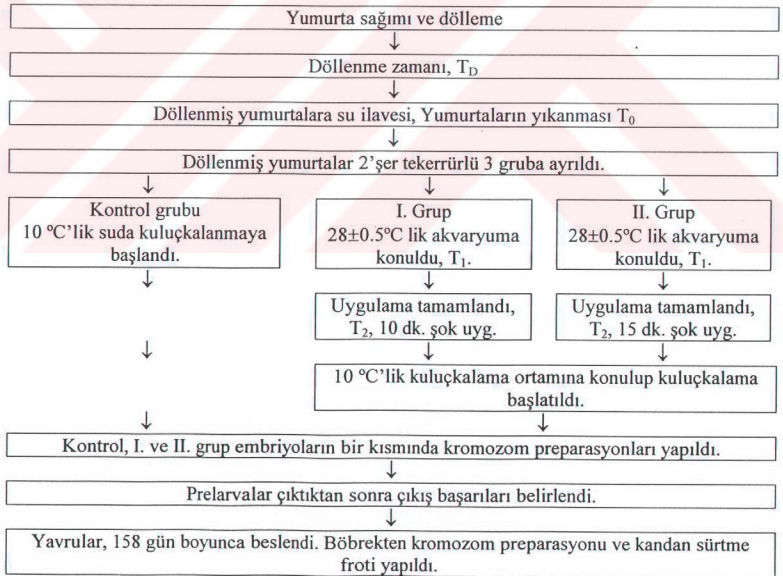 Yumurta sağımı ve dölleme
↓
Döllenme zamanı, T_D
↓
Döllenmiş yumurtalara su ilavesi, Yumurtaların yıkanması T₀
↓
Döllenmiş yumurtalar 2'şer tekerrürlü 3 gruba ayrıldı.
↓ ↓ ↓
Kontrol grubu
10 ºC'lik suda kuluçkalanmaya
başlandı.
↓
↓
↓
I. Grup
28±0.5ºC lik akvaryuma
konuldu, T₁.
↓
Uygulama tamamlandı,
T₂, 10 dk. şok uyg.
↓
II. Grup
28±0.5ºC lik akvaryuma
konuldu, T₁.
↓
Uygulama tamamlandı,
T₂, 15 dk. şok uyg.
↓
10 ºC'lik kuluçkalama ortamına konulup kuluçkalama
başlatıldı.
↓
Kontrol, I. ve II. grup embriyoların bir kısmında kromozom preparasyonları yapıldı.
↓
Prelarvalar çıktıktan sonra çıkış başarıları belirlendi.
↓
Yavrular, 158 gün boyunca beslendi. Böbrekten kromozom preparasyonu ve kandan sürtme
froti yapıldı.